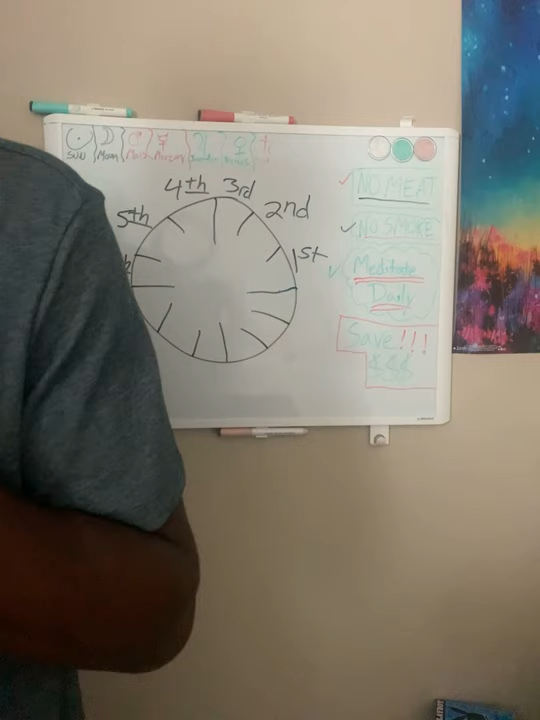 SUN Moon Mars Mercury Jupiter Venus
4th 3rd
5th 2nd
1st
NO MEAT
NO SMOKE
Meditate
Daily
Save!!!
$$$